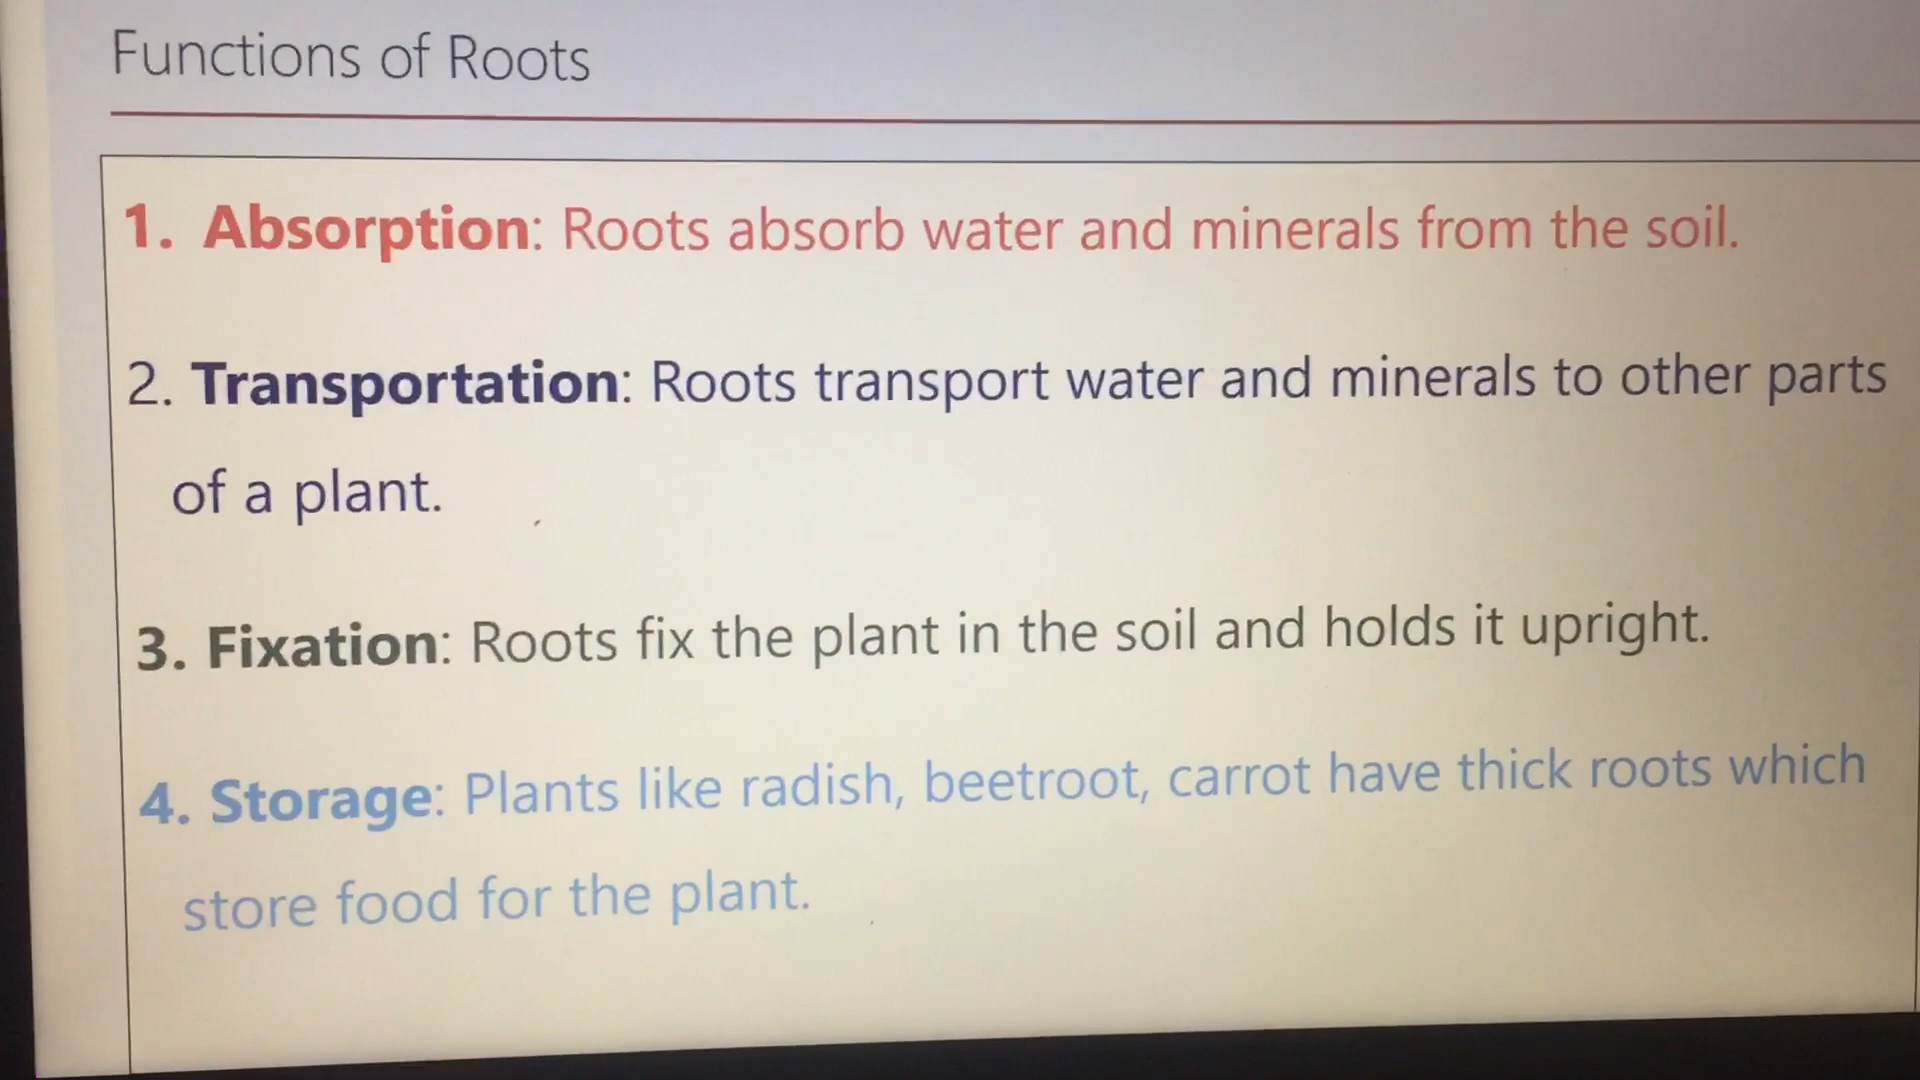 Functions of Roots
1. Absorption: Roots absorb water and minerals from the soil.
2. Transportation: Roots transport water and minerals to other parts
of a plant.
3. Fixation: Roots fix the plant in the soil and holds it upright.
4. Storage: Plants like radish, beetroot, carrot have thick roots which
store food for the plant.